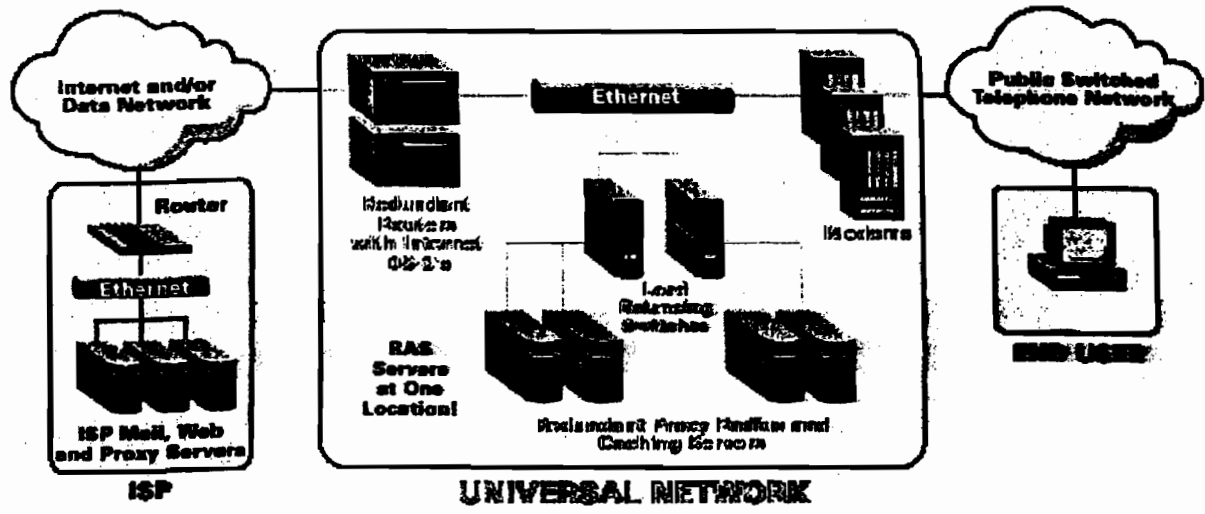 Internet and/or
Data Network
Router
Ethernet
ISP Mail, Web
and Proxy Servers
ISP
Ethernet
Redundant
Routers
with Internet
Modems
Load
Balancing
Switches
RAS
Servers
at One
Location!
Redundant Proxy Radius and
Caching Servers
UNIVERSAL NETWORK
Public Switched
Telephone Network
END USER